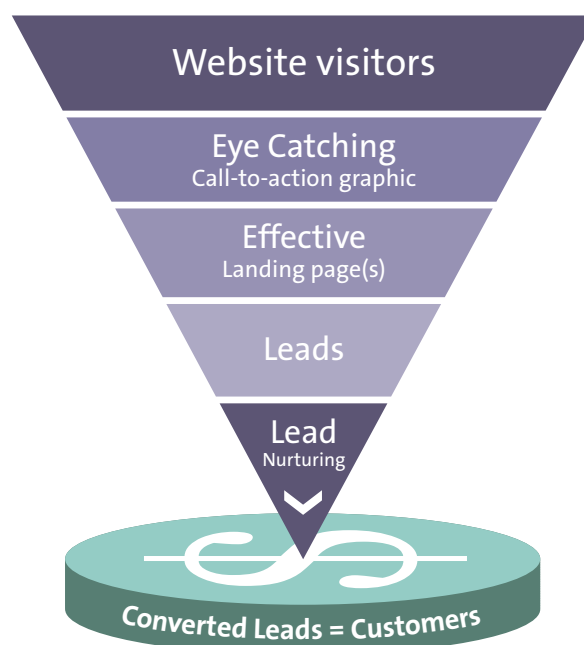 Website visitors
Eye Catching
Call-to-action graphic
Effective
Landing page(s)
Leads
Lead
Nurturing
$
Converted Leads = Customers